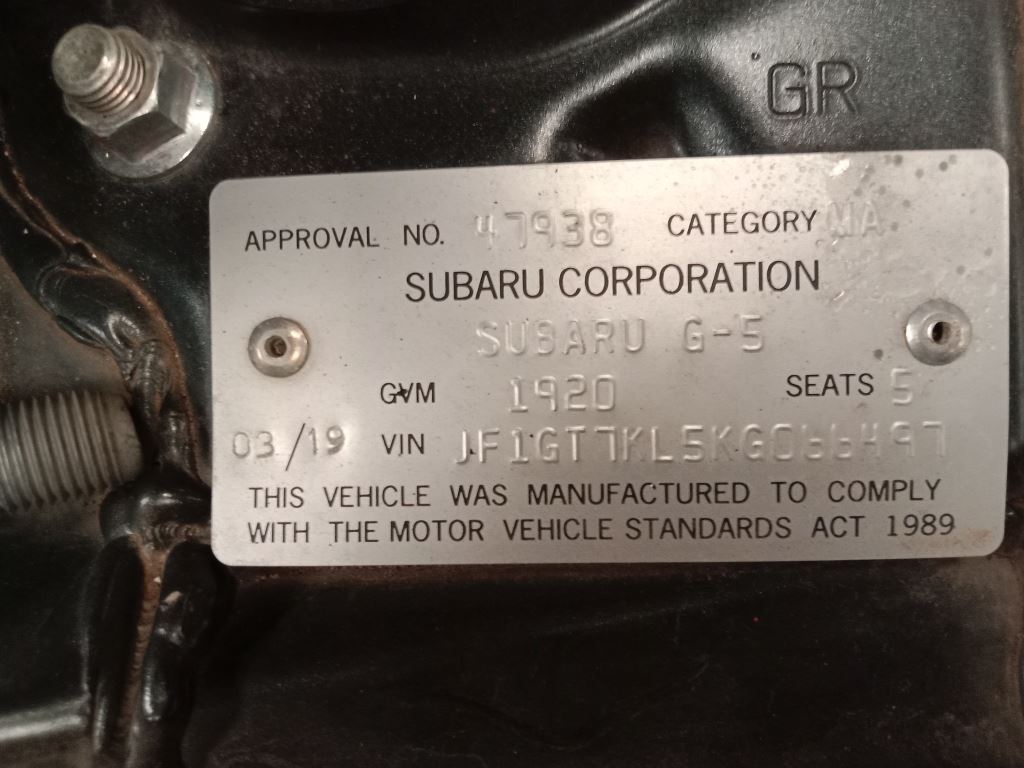 GR
APPROVAL NO. 47938 CATEGORY MA
SUBARU CORPORATION
SUBARU G-5
GVM 1920 SEATS 5
03/19 VIN JF1GT7KL5KG066497
THIS VEHICLE WAS MANUFACTURED TO COMPLY
WITH THE MOTOR VEHICLE STANDARDS ACT 1989